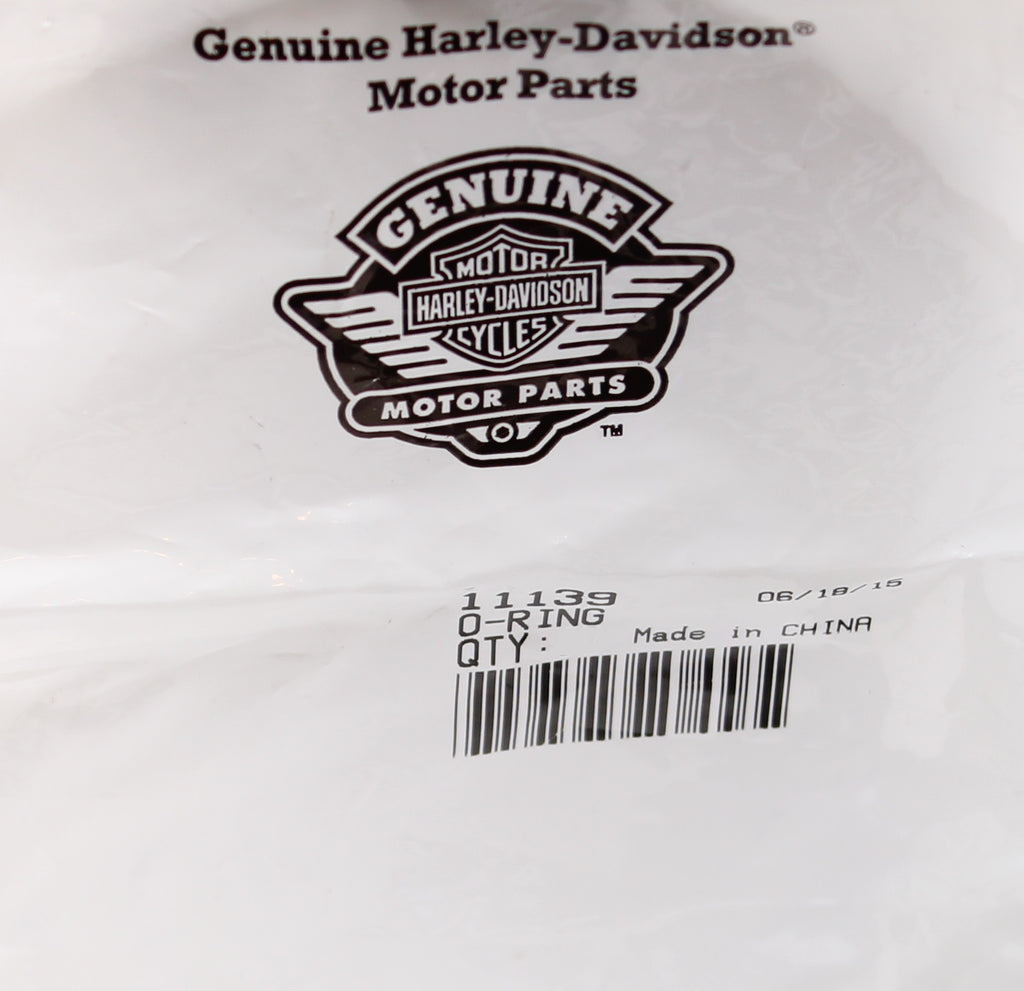 Genuine Harley-Davidson®
Motor Parts
GENUINE
MOTOR
HARLEY-DAVIDSON
CYCLES
MOTOR PARTS
TM
11139 06/18/15
O-RING
QTY: Made in CHINA